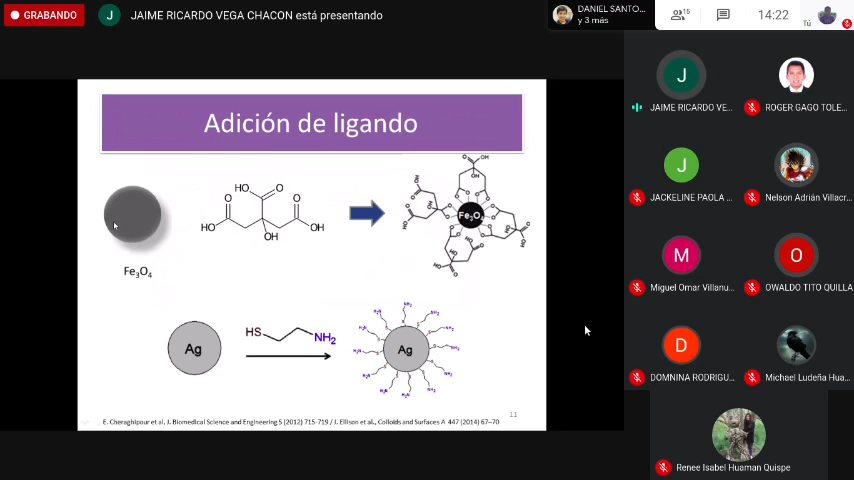 GRABANDO
J
JAIME RICARDO VEGA CHACON está presentando
DANIEL SANTO...
y 3 más
15
14:22
Tú
Adición de ligando
HO
O
O
O
HO
OH
OH
Fe₃O₄
Fe₃O₄
HS
NH₂
Ag
Ag
11
E. Cheraghipour et al, J. Biomedical Science and Engineering 5 (2012) 715-719 / J. Ellison et al., Colloids and Surfaces A 447 (2014) 67–70
J
JAIME RICARDO VE...
ROGER GAGO TOLE...
J
JACKELINE PAOLA ...
Nelson Adrián Villacr...
M
Miguel Omar Villanu...
O
OWALDO TITO QUILLA
D
DOMNINA RODRIGU...
Michael Ludeña Hua...
Renee Isabel Huaman Quispe